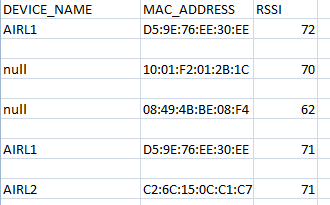 DEVICE_NAME MAC_ADDRESS RSSI
AIRL1 D5:9E:76:EE:30:EE 72
null 10:01:F2:01:2B:1C 70
null 08:49:4B:BE:08:F4 62
AIRL1 D5:9E:76:EE:30:EE 71
AIRL2 C2:6C:15:0C:C1:C7 71